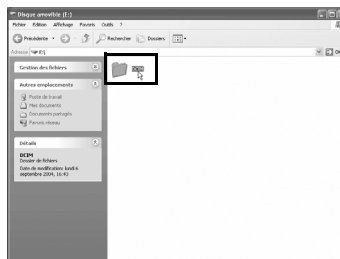 Disque amovible (E:)
Fichier Edition Affichage Favoris Outils ?
Précédente Rechercher Dossiers
Adresse E:\ OK
Gestion des fichiers
DCIM
Autres emplacements
Poste de travail
Mes documents
Documents partagés
Favoris réseau
Détails
DCIM
Dossier de fichiers
Date de modification: lundi 6
septembre 2004, 16:43